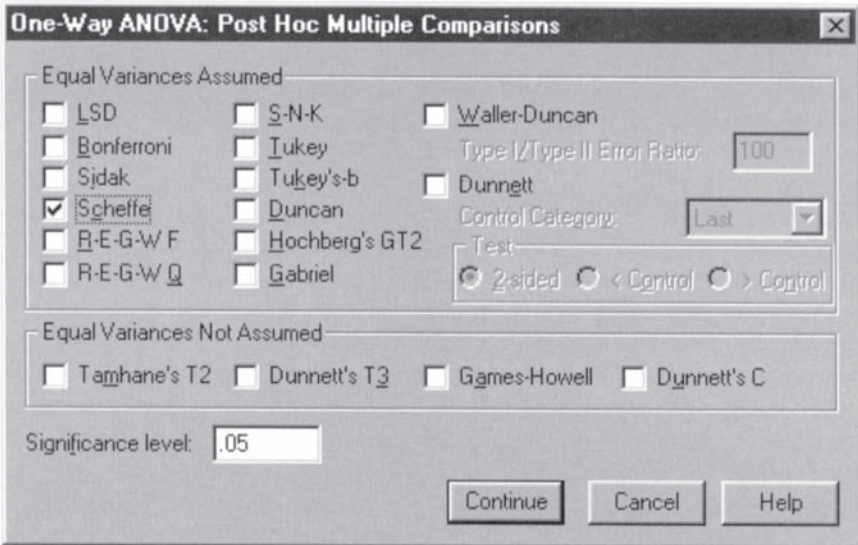 One-Way ANOVA: Post Hoc Multiple Comparisons
Equal Variances Assumed
LSD
Bonferroni
Sidak
Scheffe
R-E-G-W F
R-E-G-W Q
S-N-K
Tukey
Tukey's-b
Duncan
Hochberg's GT2
Gabriel
Waller-Duncan
Type I/Type II Error Ratio: 100
Dunnett
Control Category: Last
Test
2-sided < Control > Control
Equal Variances Not Assumed
Tamhane's T2 Dunnett's T3 Games-Howell Dunnett's C
Significance level: .05
Continue Cancel Help